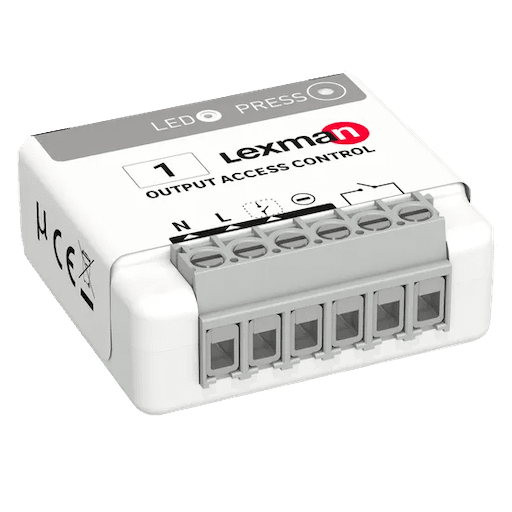 LED PRESS
1
Lexman
OUTPUT ACCESS CONTROL
N L
μ CE